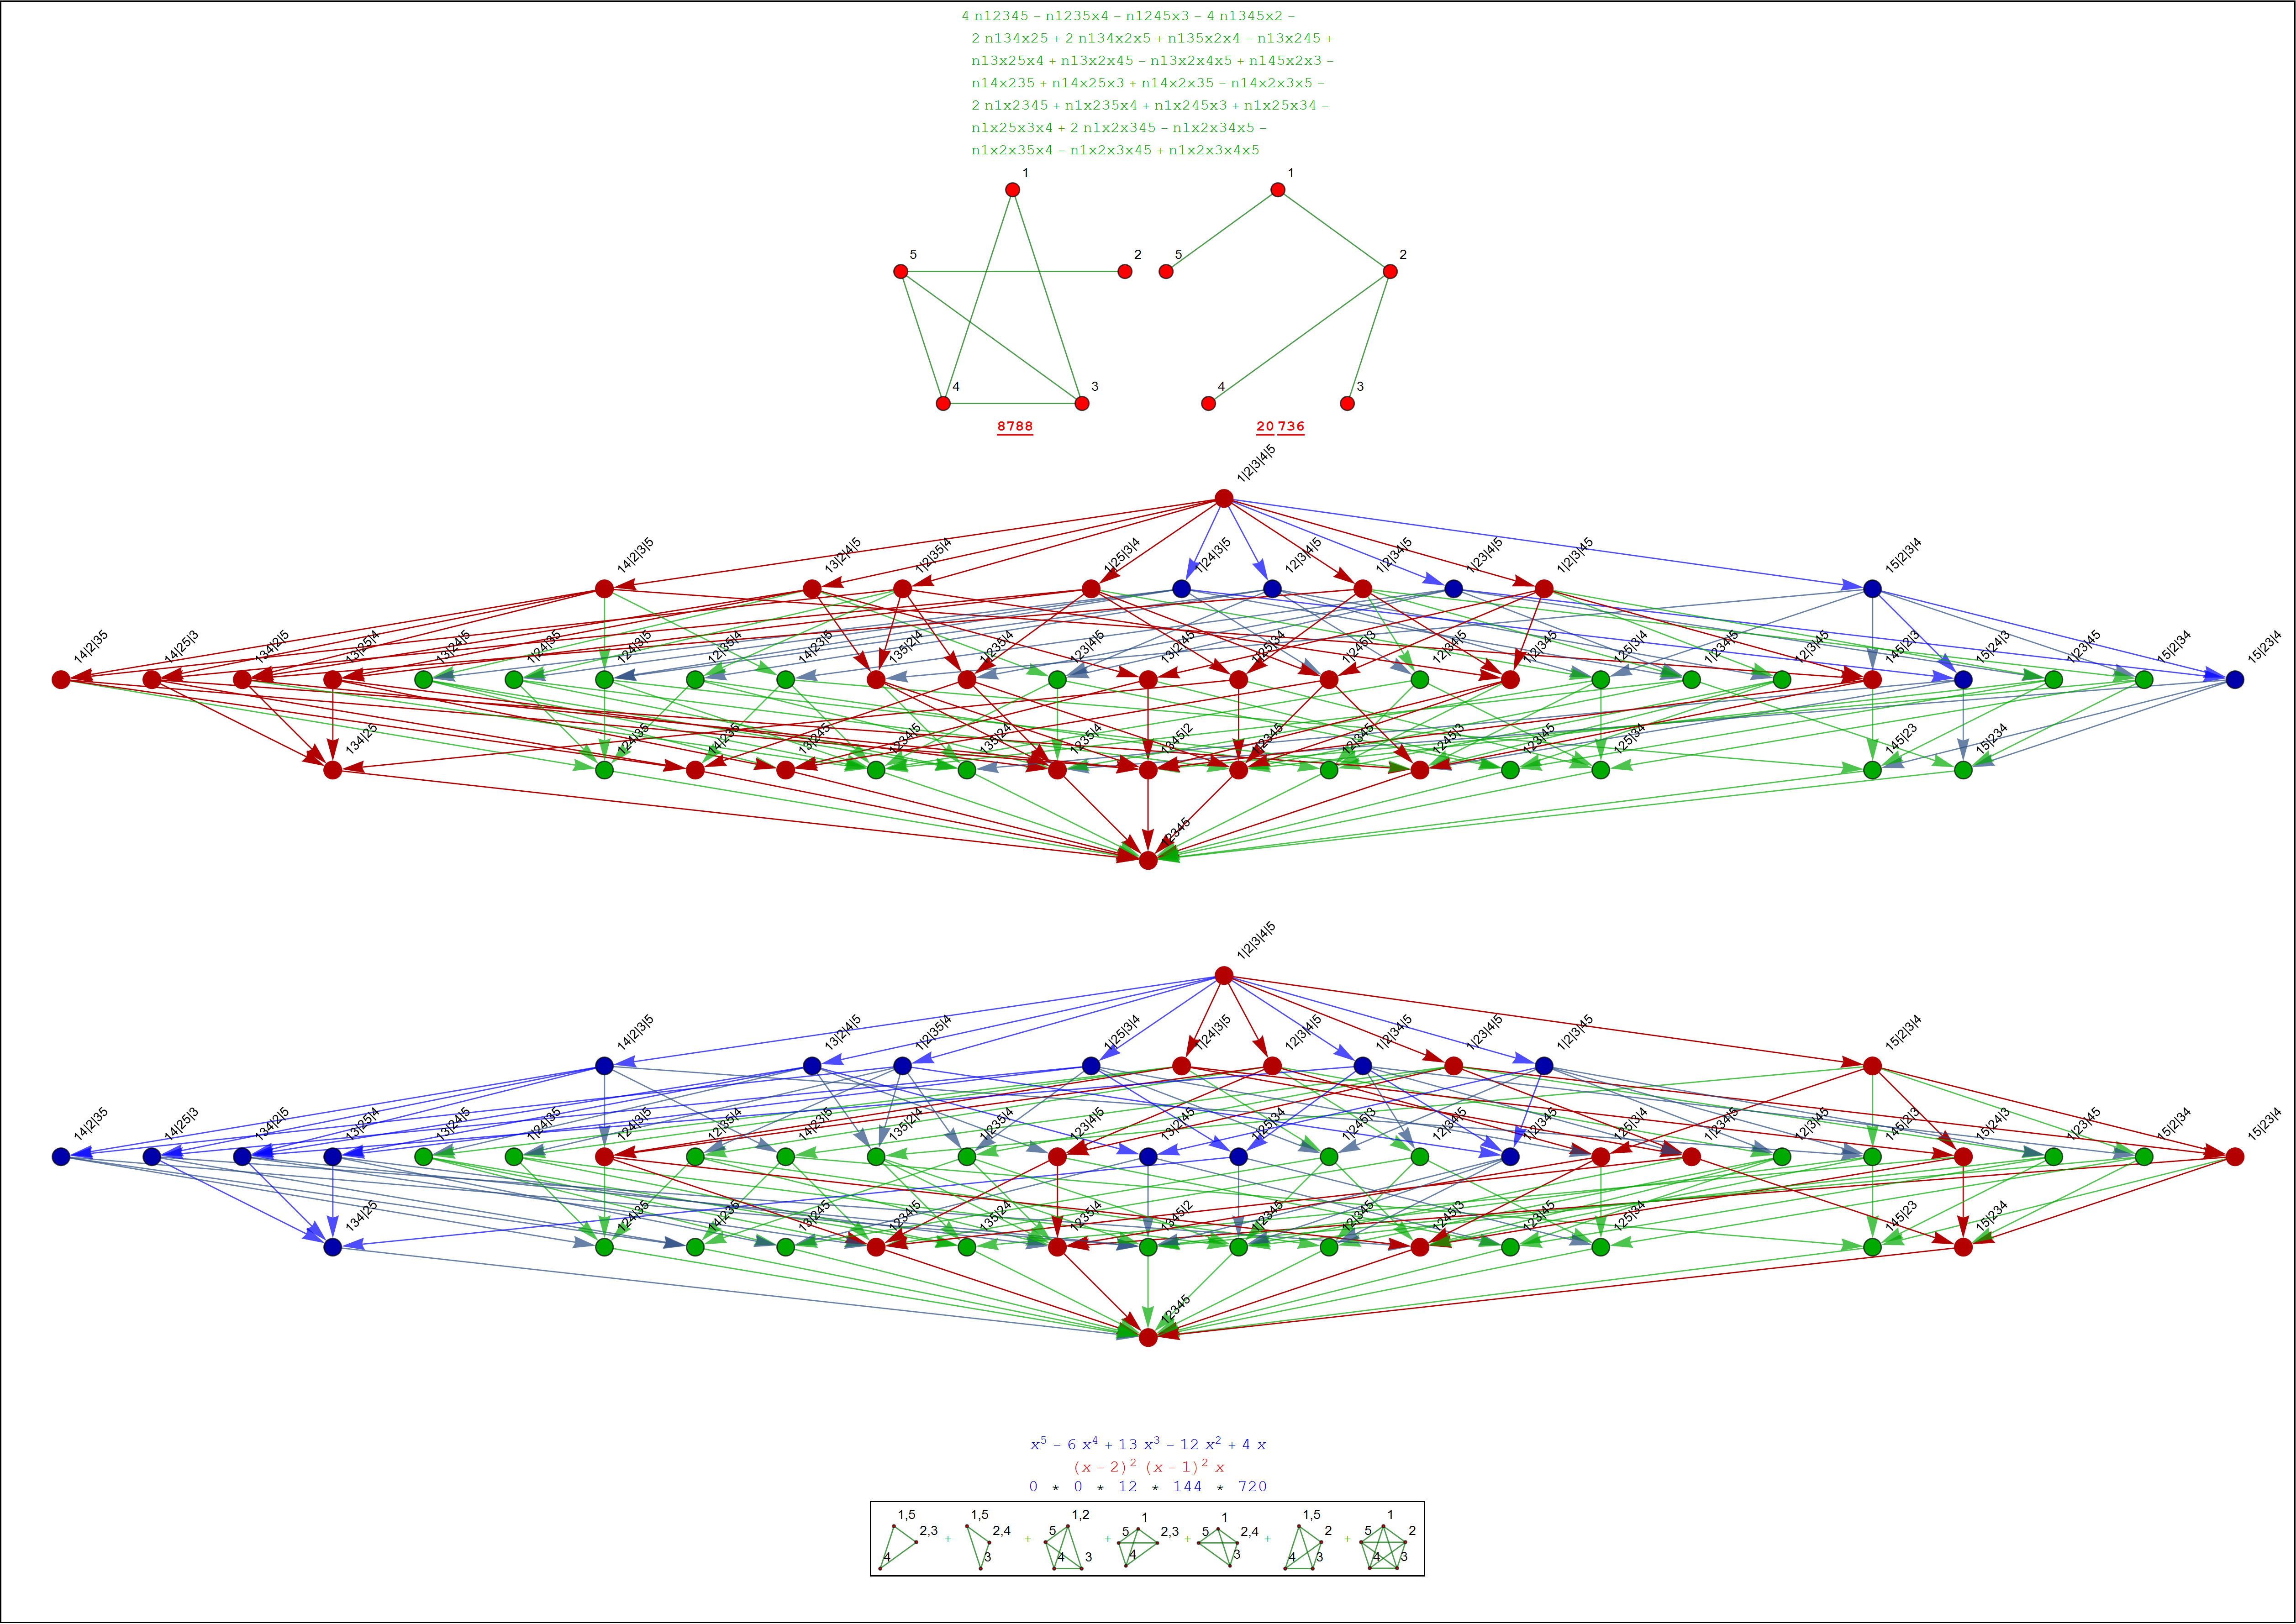 4 n12345 − n1235x4 − n1245x3 − 4 n1345x2 −
2 n134x25 + 2 n134x2x5 + n135x2x4 − n13x245 +
n13x25x4 + n13x2x45 − n13x2x4x5 + n145x2x3 −
n14x235 + n14x25x3 + n14x2x35 − n14x2x3x5 −
2 n1x2345 + n1x235x4 + n1x245x3 + n1x25x34 −
n1x25x3x4 + 2 n1x2x345 − n1x2x34x5 −
n1x2x35x4 − n1x2x3x45 + n1x2x3x4x5
1 1
5 2 5 2
4 3 4 3
8788 20 736
1|2|3|4|5
14|2|3|5 13|2|4|5 1|2|35|4 1|25|3|4 1|24|3|5 12|3|4|5 1|2|34|5 1|23|4|5 1|2|3|45 15|2|3|4
14|2|35 14|25|3 134|2|5 13|25|4 13|24|5 1|24|35 124|3|5 12|35|4 14|23|5 135|2|4 1|235|4 123|4|5 13|2|45 1|25|34 1|245|3 12|34|5 1|2|345 125|3|4 1|234|5 12|3|45 145|2|3 15|24|3 1|23|45 15|2|34 15|23|4
134|25 124|35 14|235 13|245 1234|5 135|24 1235|4 1345|2 1|2345 12|345 1245|3 123|45 125|34 145|23 15|234
12345
1|2|3|4|5
14|2|3|5 13|2|4|5 1|2|35|4 1|25|3|4 1|24|3|5 12|3|4|5 1|2|34|5 1|23|4|5 1|2|3|45 15|2|3|4
14|2|35 14|25|3 134|2|5 13|25|4 13|24|5 1|24|35 124|3|5 12|35|4 14|23|5 135|2|4 1|235|4 123|4|5 13|2|45 1|25|34 1|245|3 12|34|5 1|2|345 125|3|4 1|234|5 12|3|45 145|2|3 15|24|3 1|23|45 15|2|34 15|23|4
134|25 124|35 14|235 13|245 1234|5 135|24 1235|4 1345|2 1|2345 12|345 1245|3 123|45 125|34 145|23 15|234
12345
x⁵ − 6 x⁴ + 13 x³ − 12 x² + 4 x
(x − 2)² (x − 1)² x
0 * 0 * 12 * 144 * 720
1,5 2,3 4 + 1,5 2,4 3 + 1,2 5 4 3 + 1 5 2,3 4 + 1 5 2,4 3 + 1,5 2 4 3 + 1 5 2 4 3